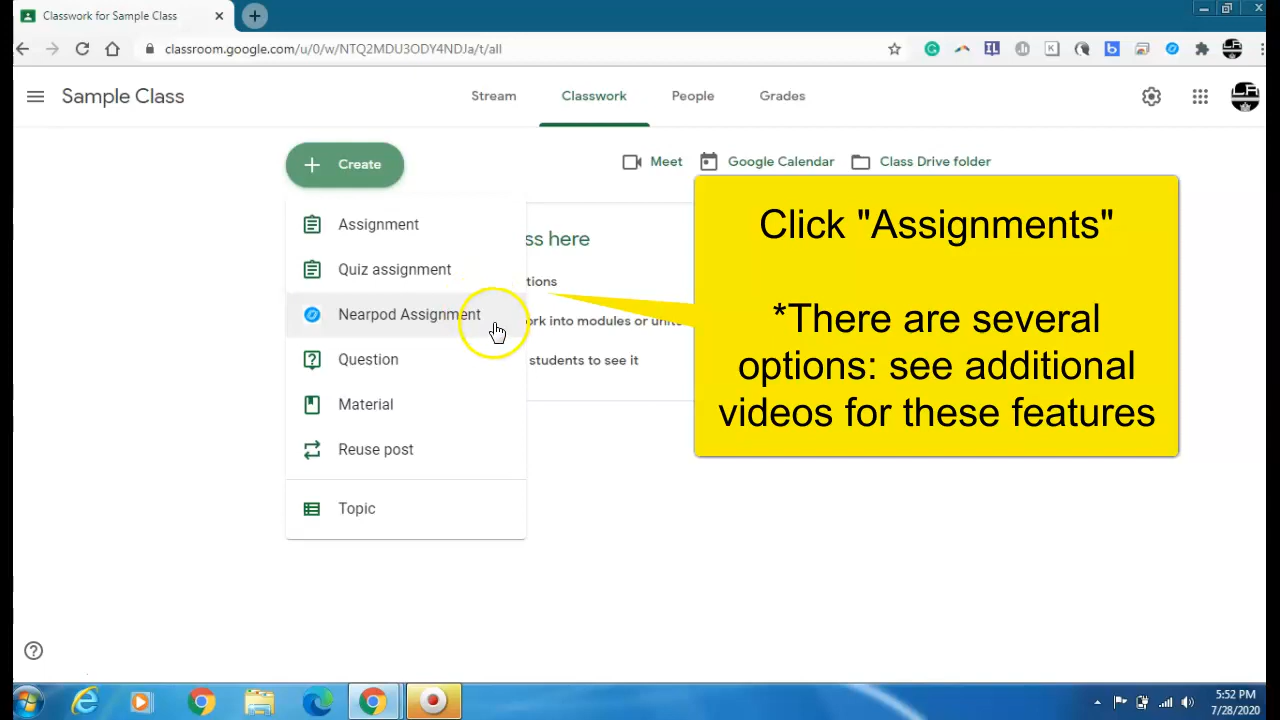 Classwork for Sample Class
classroom.google.com/u/0/w/NTQ2MDU3ODY4NDJa/t/all
Sample Class
Stream
Classwork
People
Grades
Create
Meet
Google Calendar
Class Drive folder
Assignment
Quiz assignment
Nearpod Assignment
Question
Material
Reuse post
Topic
ss here
tions
ork into modules or units
students to see it
Click "Assignments"
*There are several
options: see additional
videos for these features
5:52 PM
7/28/2020